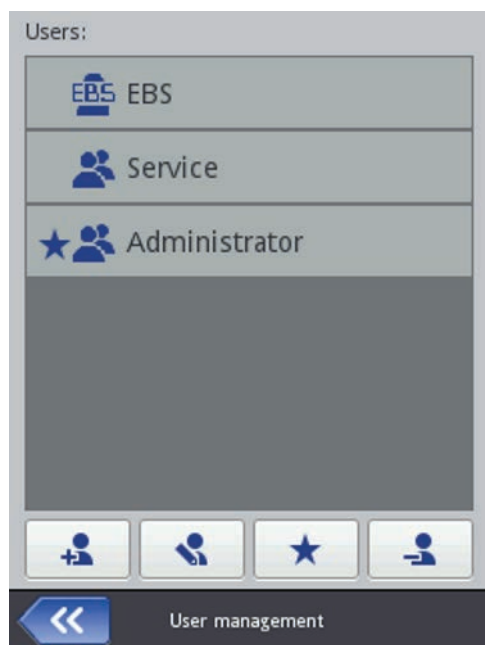 Users:
EBS EBS
Service
Administrator
User management